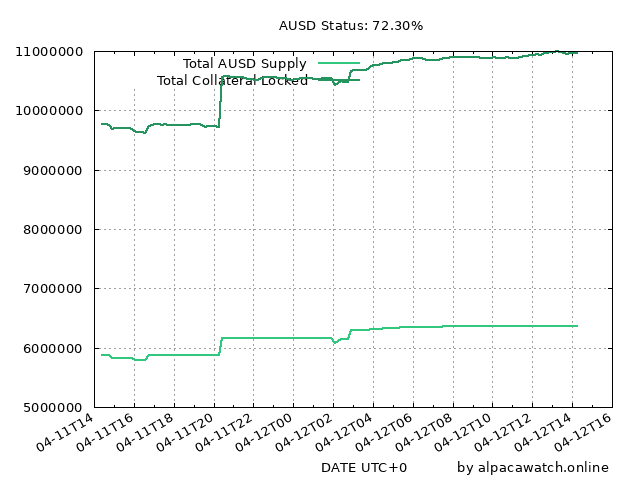 AUSD Status: 72.30%
11000000
Total AUSD Supply
Total Collateral Locked
10000000
9000000
8000000
7000000
6000000
5000000
04-11T14
04-11T16
04-11T18
04-11T20
04-11T22
04-12T00
04-12T02
04-12T04
04-12T06
04-12T08
04-12T10
04-12T12
04-12T14
04-12T16
DATE UTC+0
by alpacawatch.online